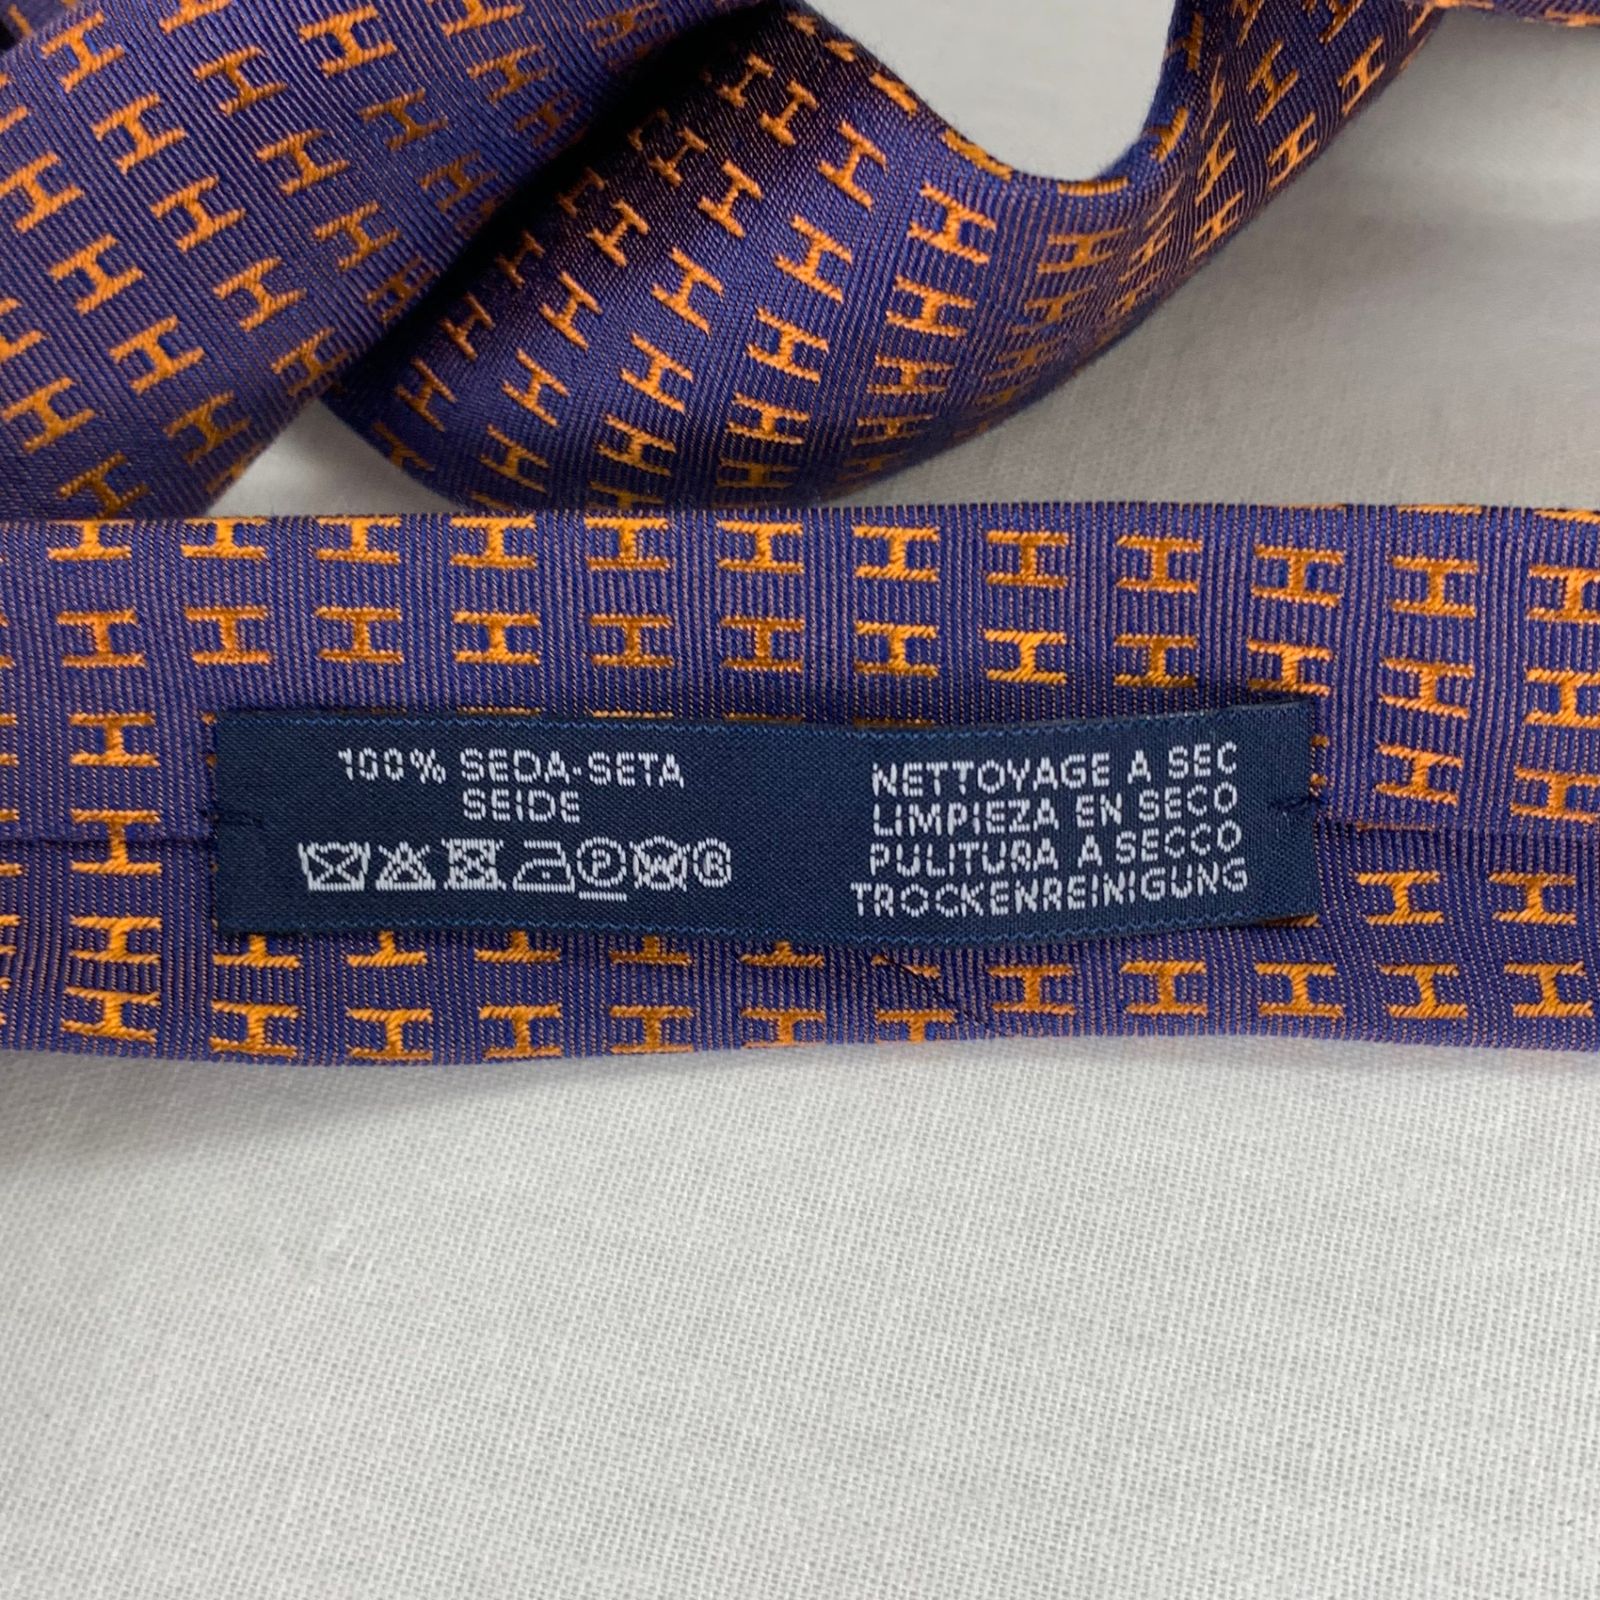 100% SEDA-SETA
SEIDE
P W R
NETTOYAGE A SEC
LIMPIEZA EN SECO
PULITURA A SECCO
TROCKENREINIGUNG